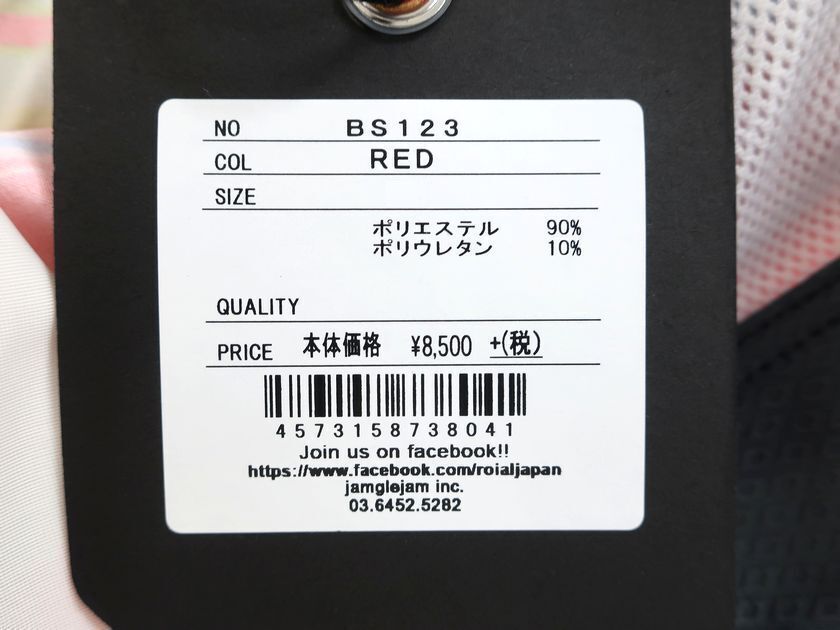 NO BS123
COL RED
SIZE
ポリエステル 90%
ポリウレタン 10%
QUALITY
PRICE 本体価格 ¥8,500 +(税)
4573158738041
Join us on facebook!!
https://www.facebook.com/roialjapan
jamglejam inc.
03.6452.5282